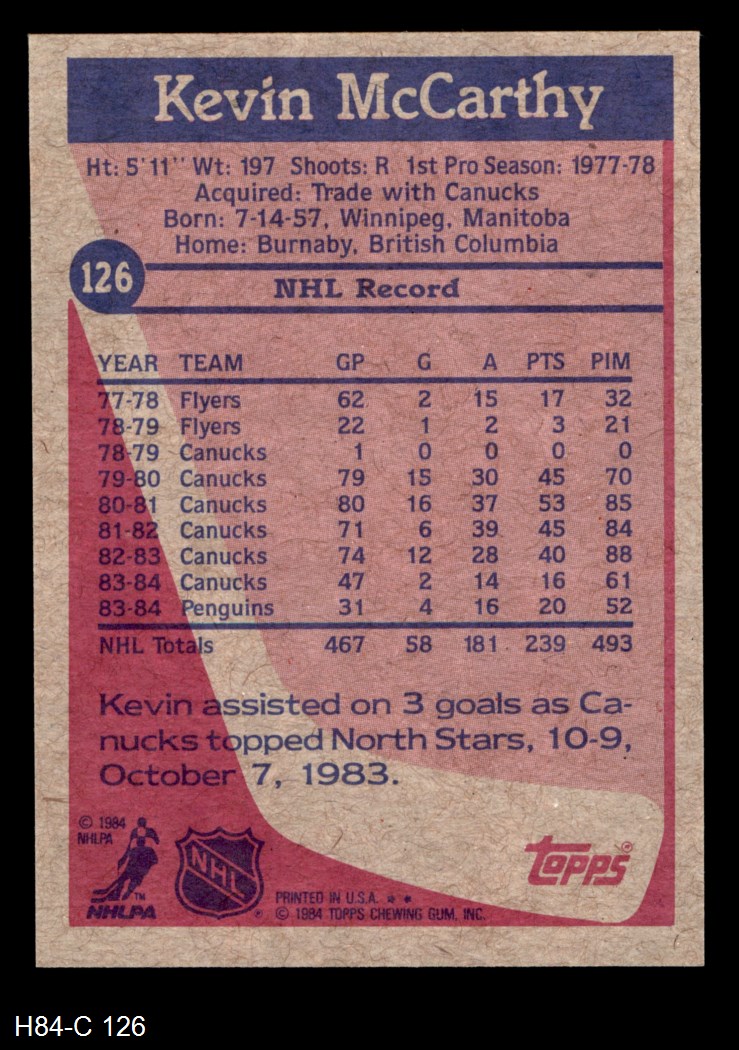 Kevin McCarthy
Ht: 5'11" Wt: 197 Shoots: R 1st Pro Season: 1977-78
Acquired: Trade with Canucks
Born: 7-14-57, Winnipeg, Manitoba
Home: Burnaby, British Columbia
126
NHL Record
YEAR TEAM GP G A PTS PIM
77-78 Flyers 62 2 15 17 32
78-79 Flyers 22 1 2 3 21
78-79 Canucks 1 0 0 0 0
79-80 Canucks 79 15 30 45 70
80-81 Canucks 80 16 37 53 85
81-82 Canucks 71 6 39 45 84
82-83 Canucks 74 12 28 40 88
83-84 Canucks 47 2 14 16 61
83-84 Penguins 31 4 16 20 52
NHL Totals 467 58 181 239 493
Kevin assisted on 3 goals as Ca-
nucks topped North Stars, 10-9,
October 7, 1983.
© 1984
NHLPA
TM
NHLPA
NHL
®
PRINTED IN U.S.A. * *
© 1984 TOPPS CHEWING GUM, INC.
topps®
H84-C 126